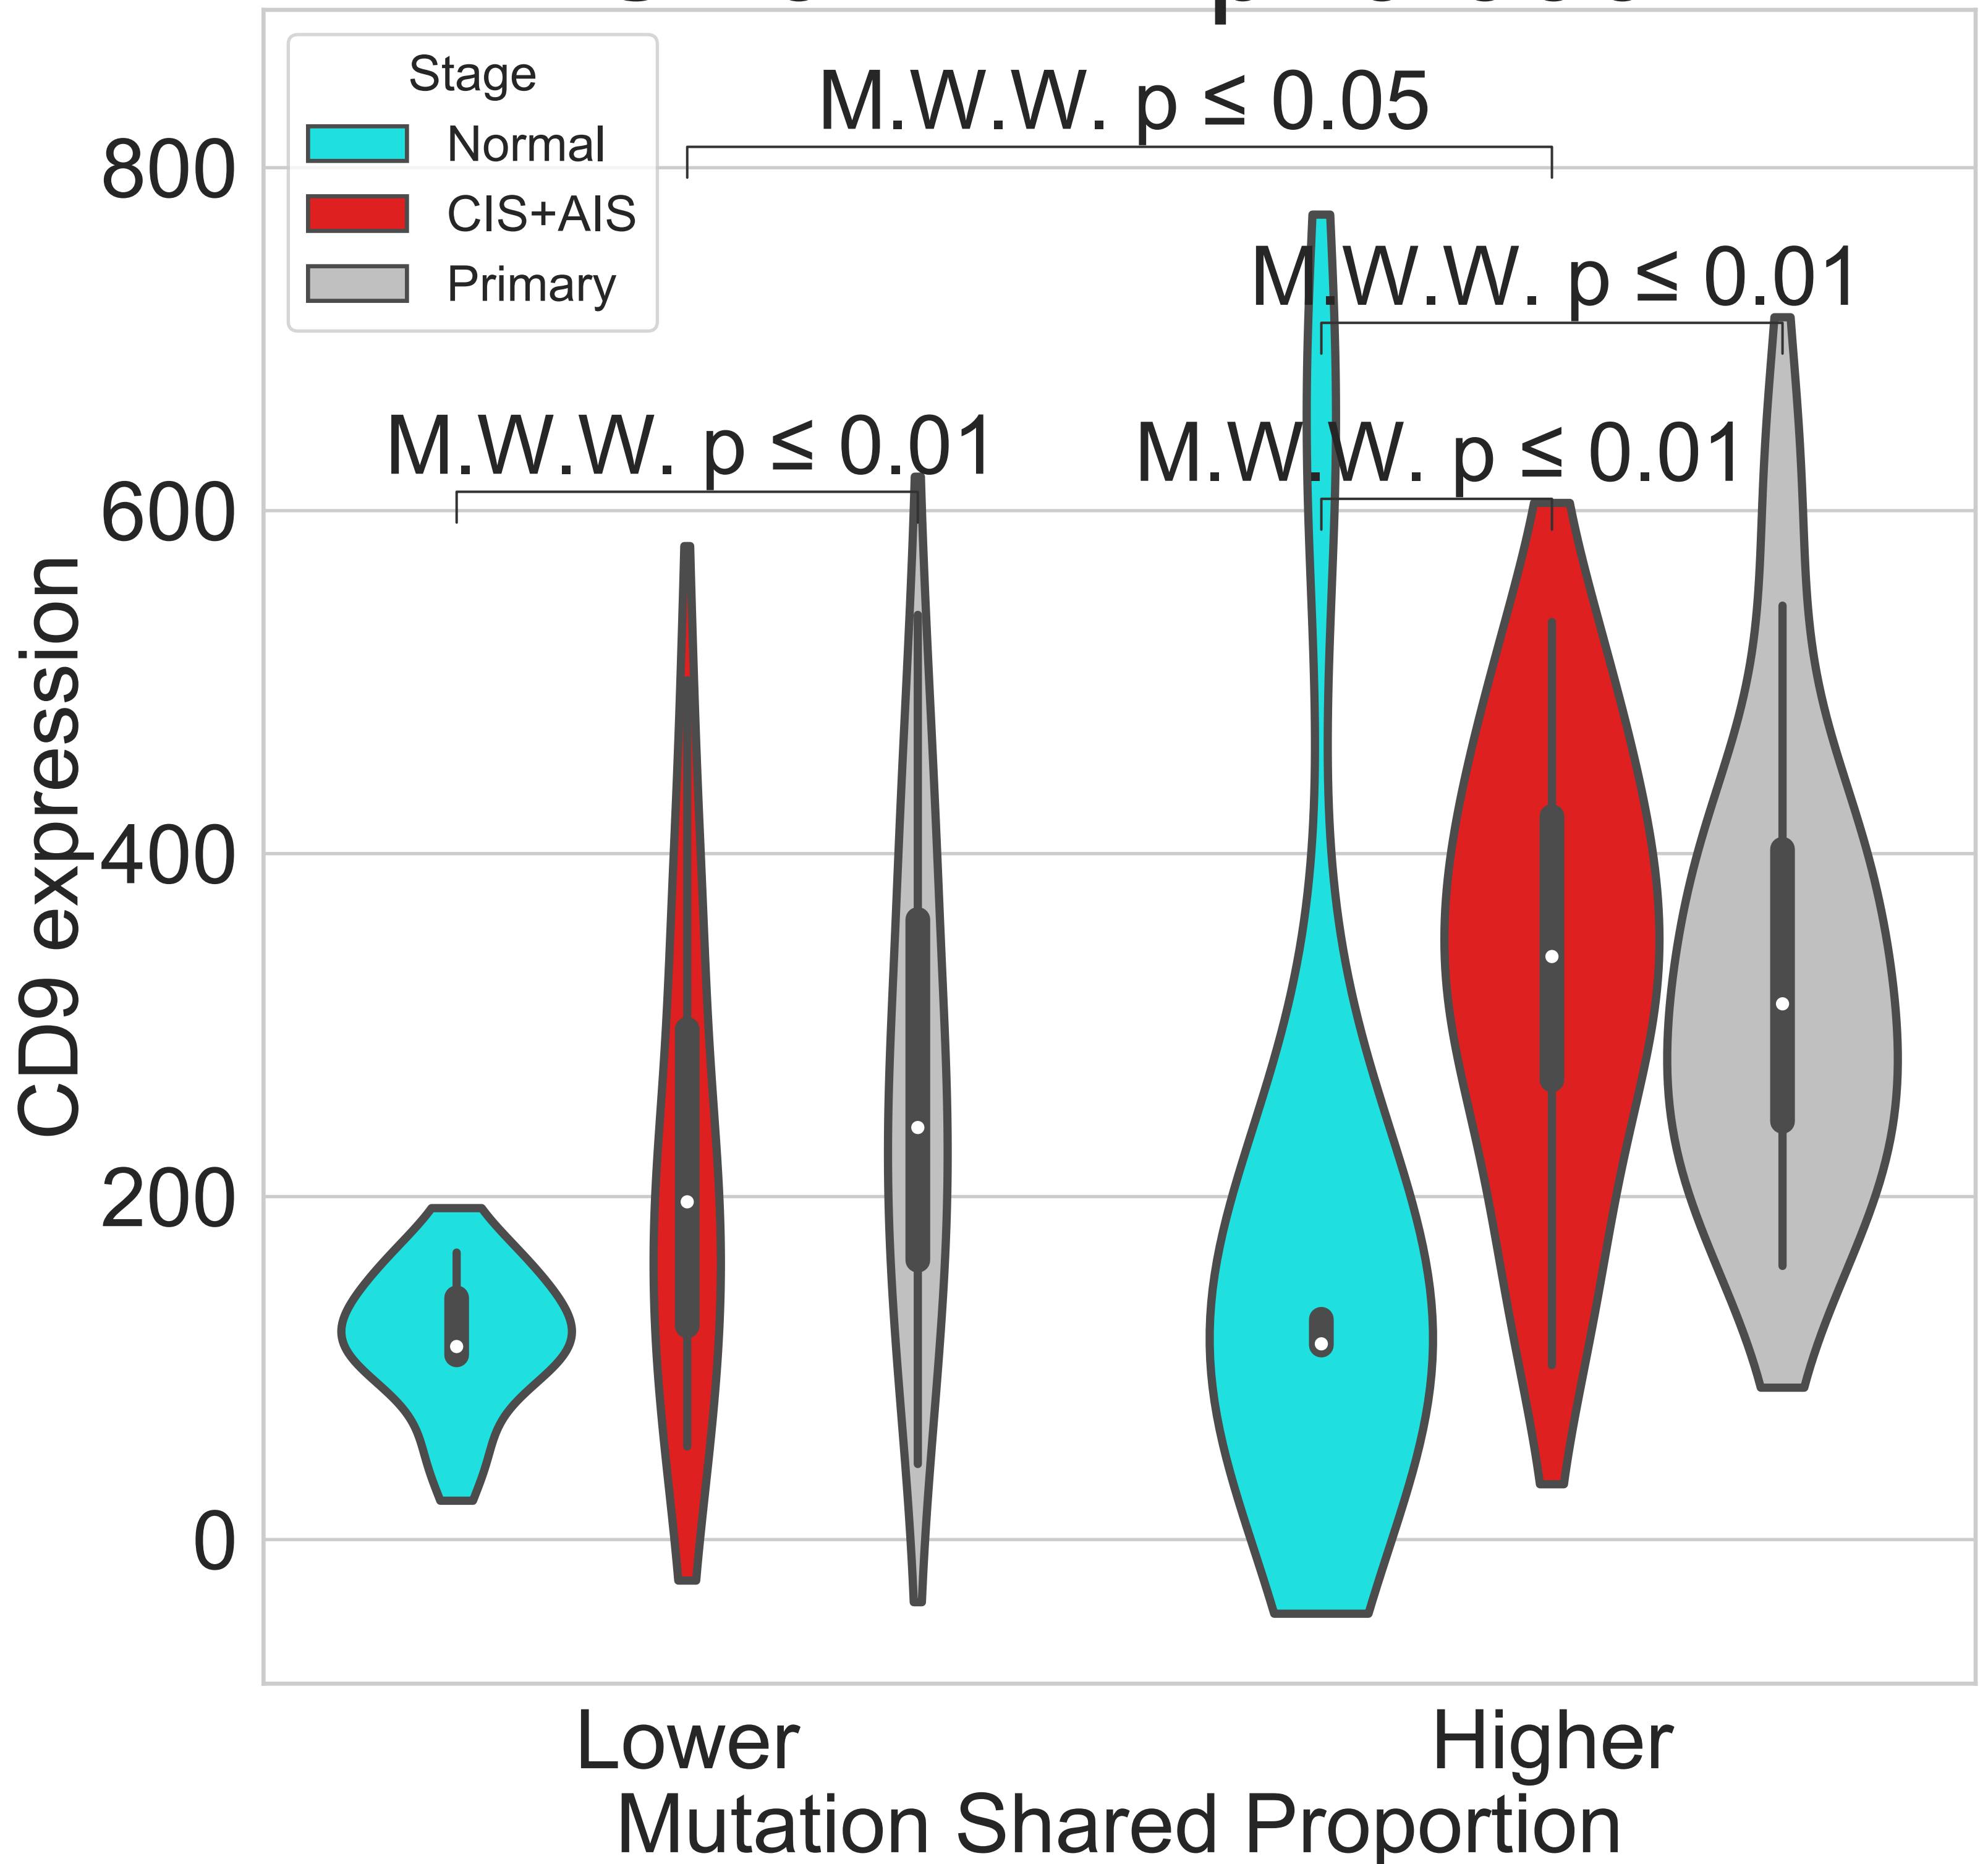 Stage
Normal
CIS+AIS
Primary
M.W.W. p ≤ 0.05
M.W.W. p ≤ 0.01
M.W.W. p ≤ 0.01
M.W.W. p ≤ 0.01
800
600
400
200
0
CD9 expression
Lower
Higher
Mutation Shared Proportion